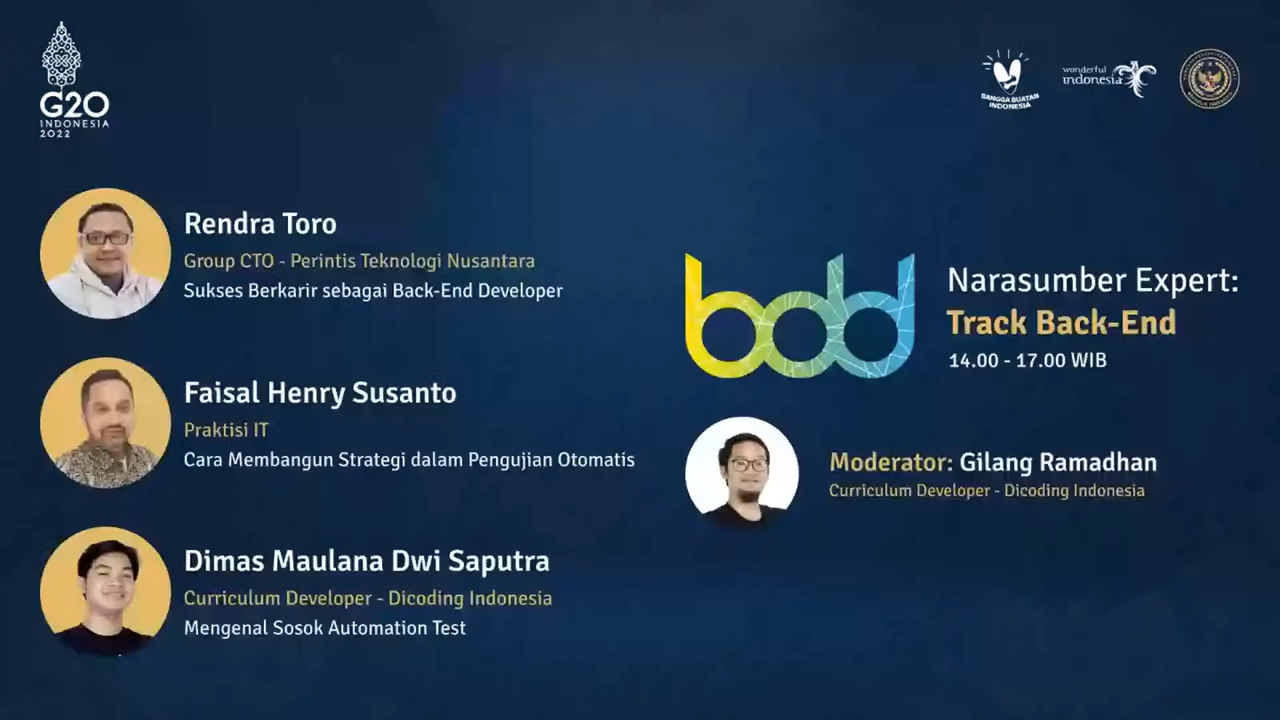 G20
INDONESIA
2022
BANGGA BUATAN
INDONESIA
wonderful
indonesia
Rendra Toro
Group CTO - Perintis Teknologi Nusantara
Sukses Berkarir sebagai Back-End Developer
Faisal Henry Susanto
Praktisi IT
Cara Membangun Strategi dalam Pengujian Otomatis
Dimas Maulana Dwi Saputra
Curriculum Developer - Dicoding Indonesia
Mengenal Sosok Automation Test
bdd
Narasumber Expert:
Track Back-End
14.00 - 17.00 WIB
Moderator: Gilang Ramadhan
Curriculum Developer - Dicoding Indonesia